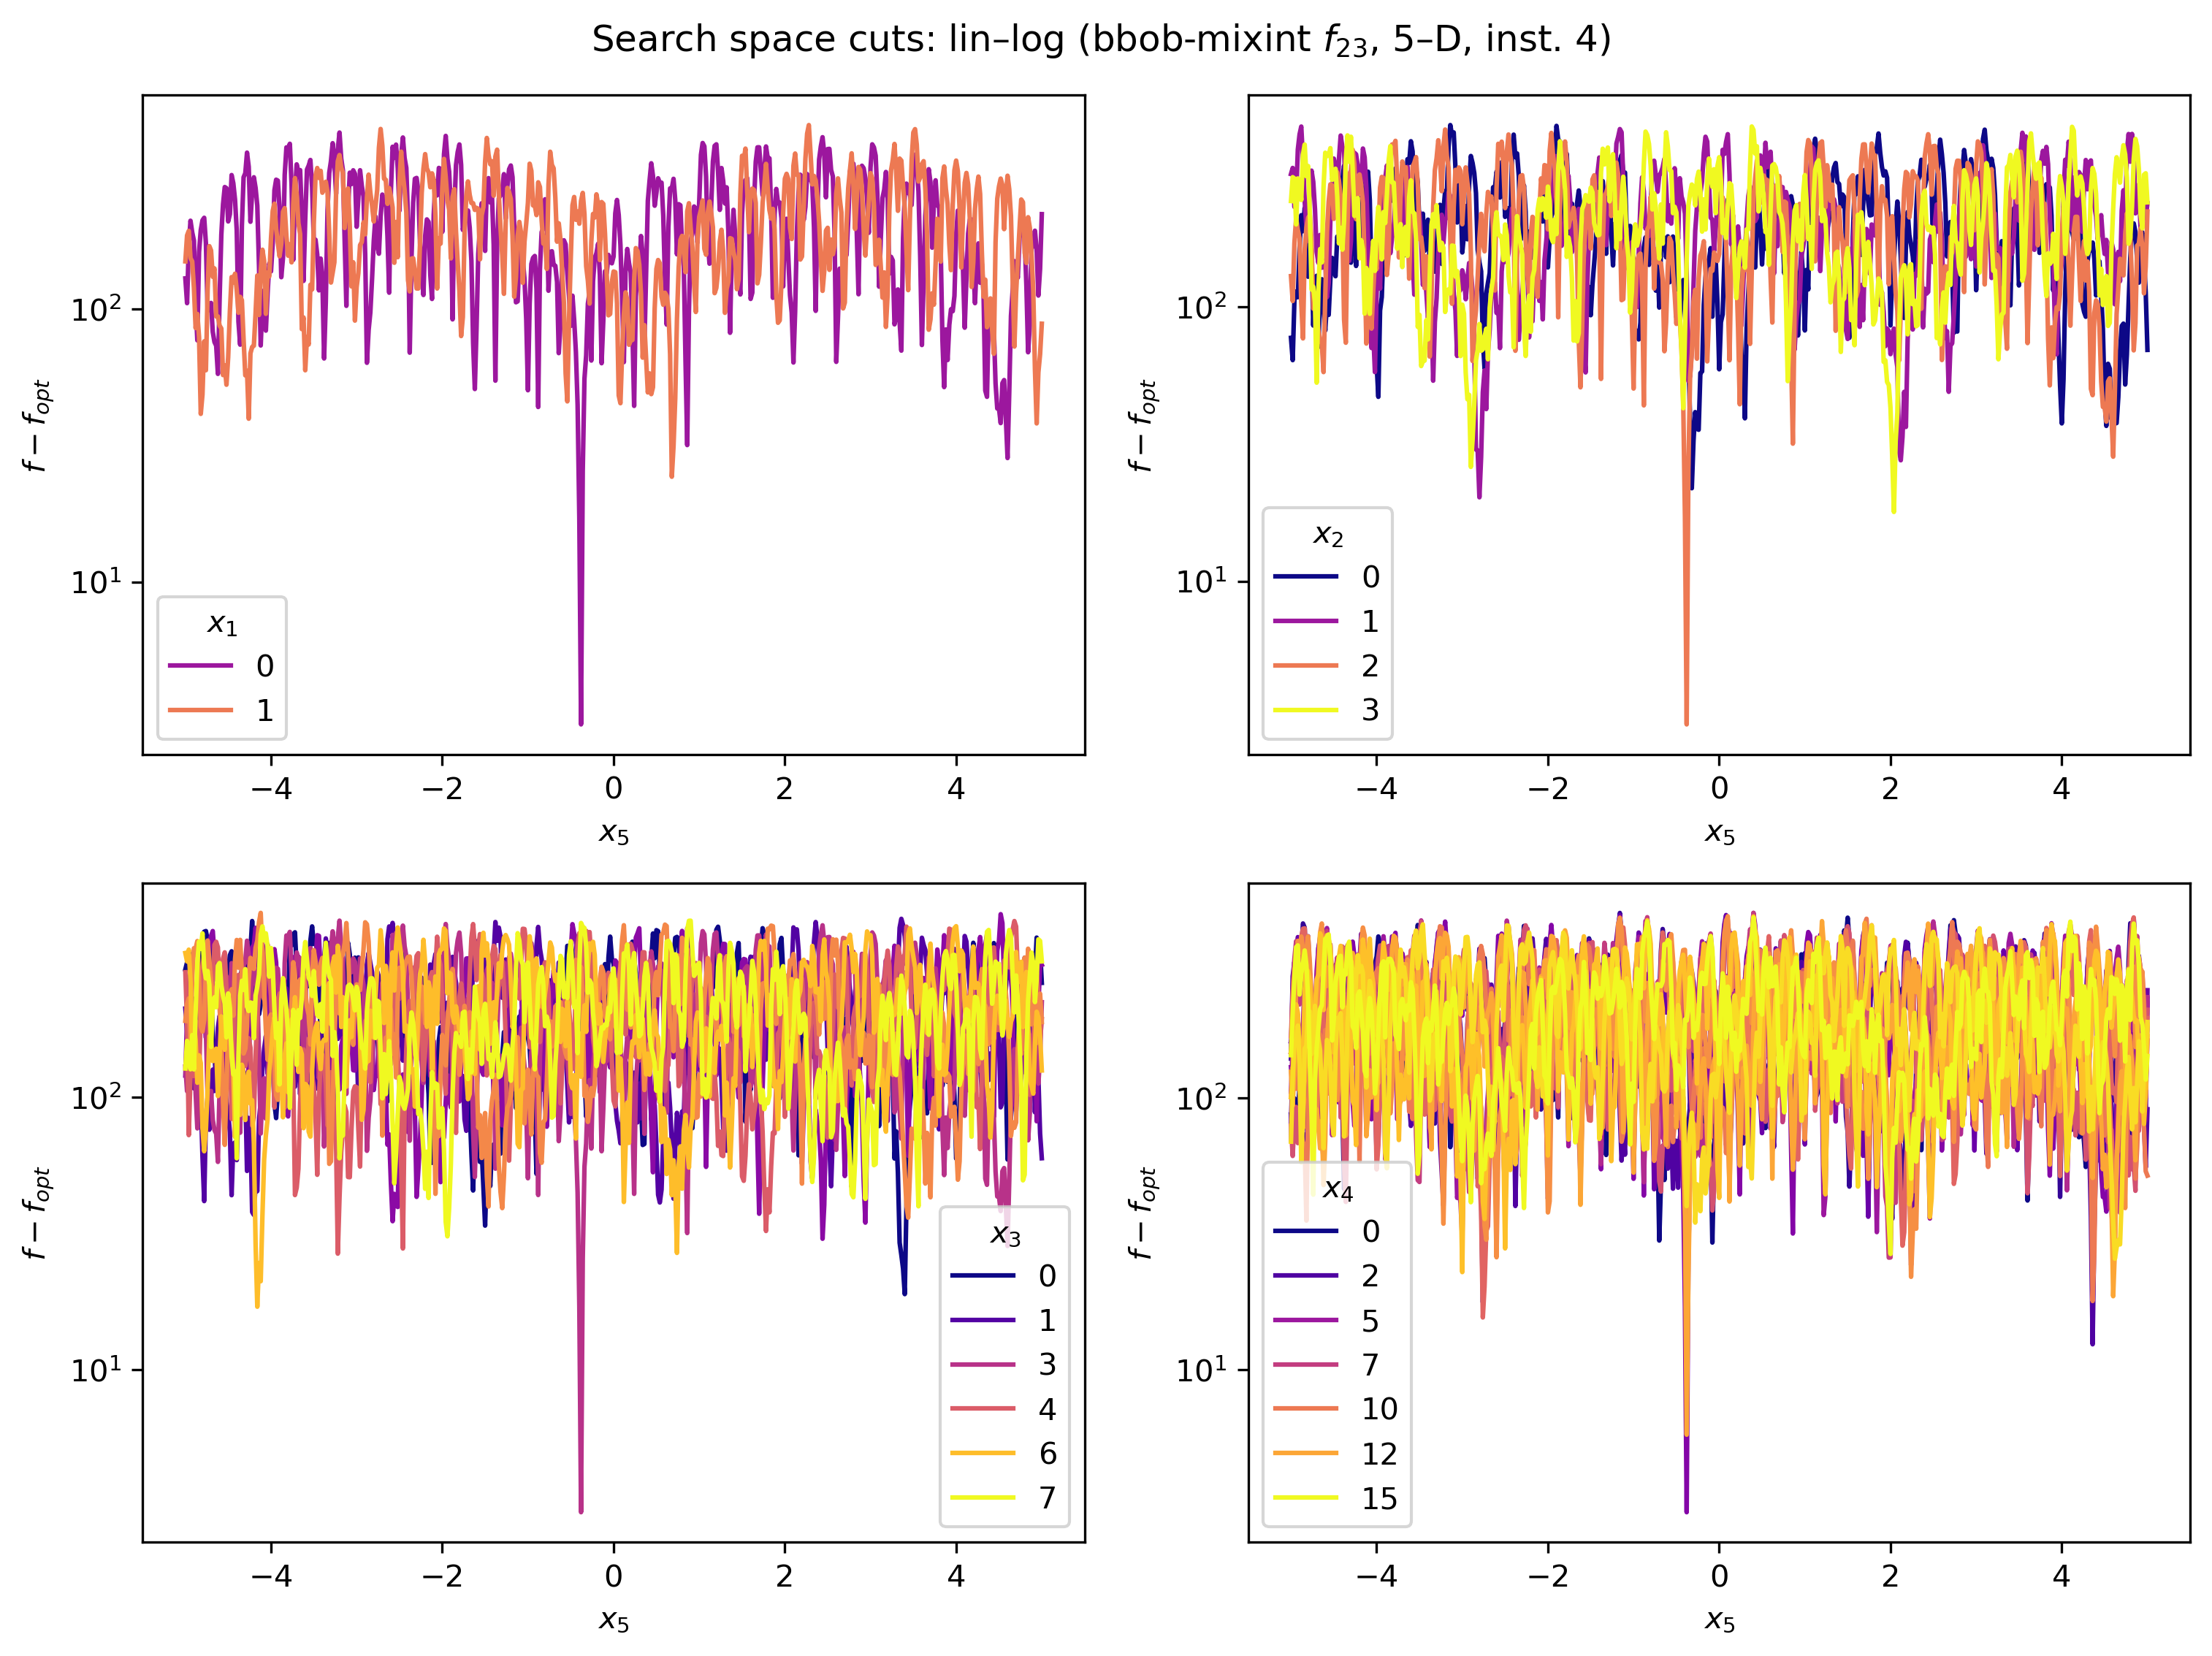 Search space cuts: lin–log (bbob-mixint f23, 5–D, inst. 4)
f − fopt
10²
10¹
x1
0
1
−4 −2 0 2 4
x5
f − fopt
10²
10¹
x2
0
1
2
3
−4 −2 0 2 4
x5
f − fopt
10²
10¹
x3
0
1
3
4
6
7
−4 −2 0 2 4
x5
f − fopt
10²
10¹
x4
0
2
5
7
10
12
15
−4 −2 0 2 4
x5